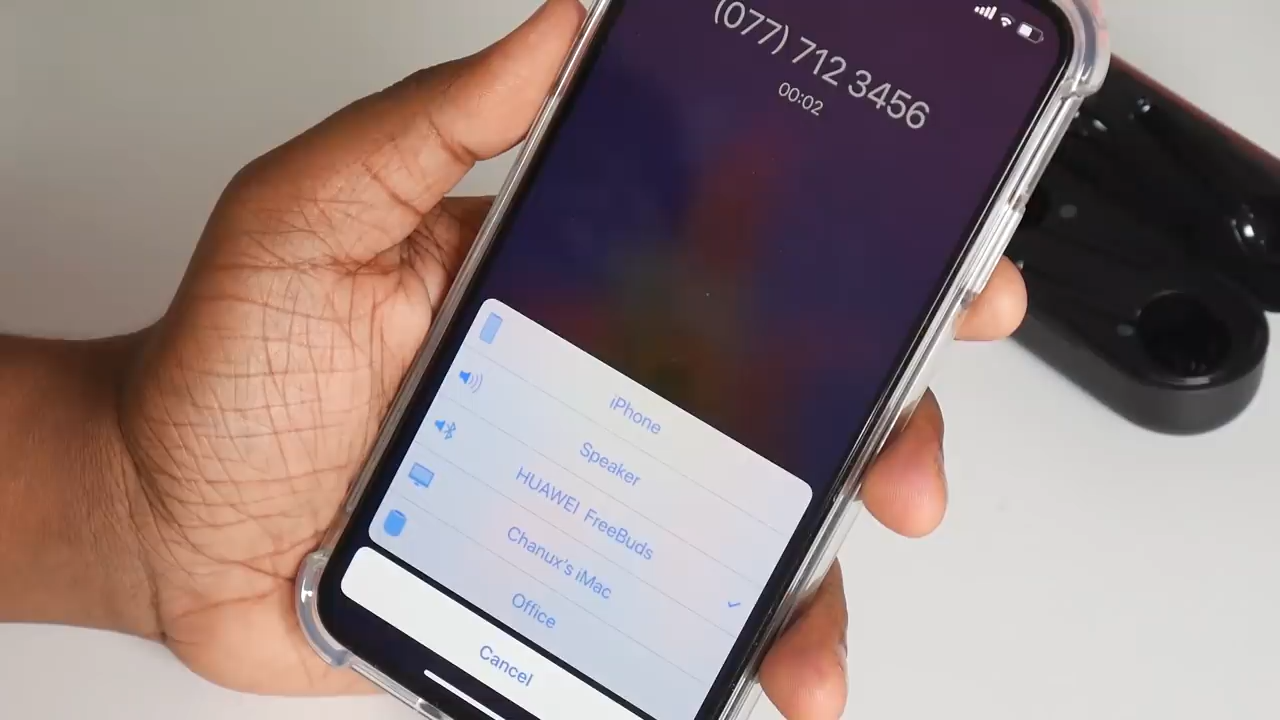 (077) 712 3456
00:02
iPhone
Speaker
HUAWEI FreeBuds
Chanux's iMac
Office
Cancel